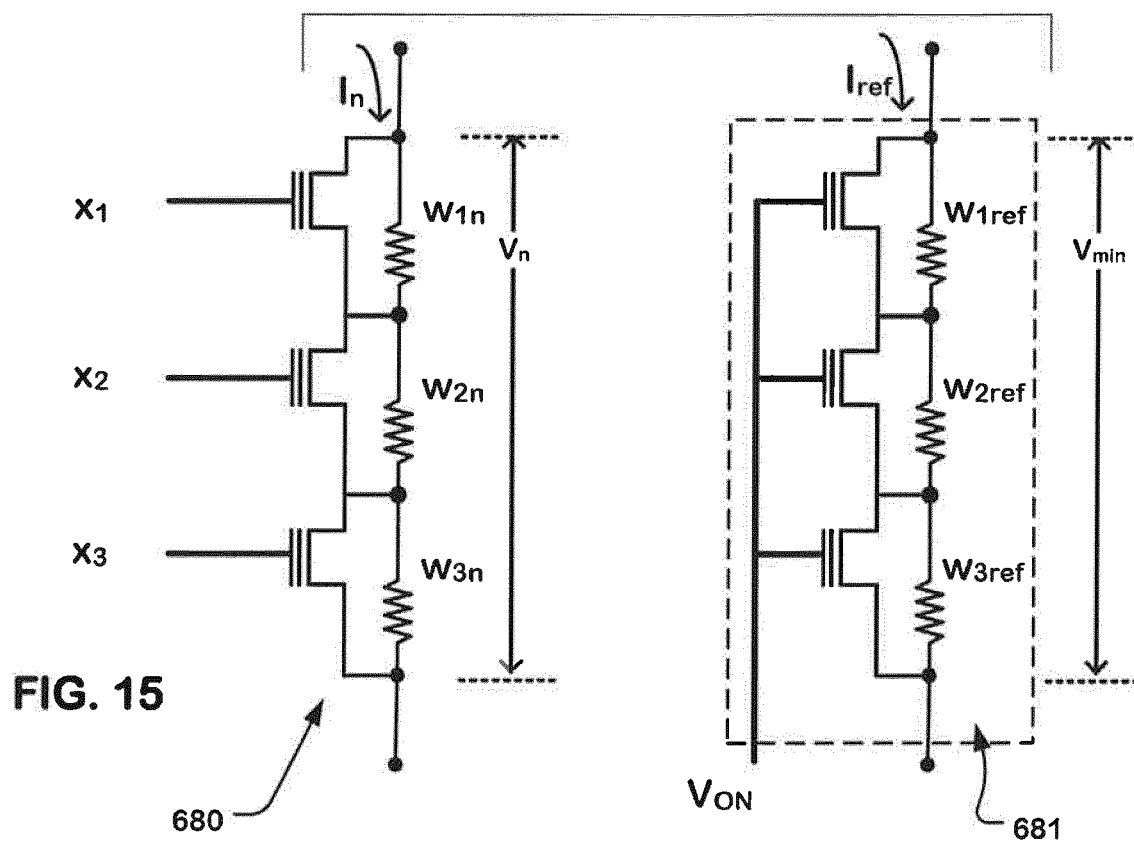 In
Iref
x1
W1n
Vn
W1ref
Vmin
x2
W2n
W2ref
x3
W3n
W3ref
FIG. 15
VON
680
681